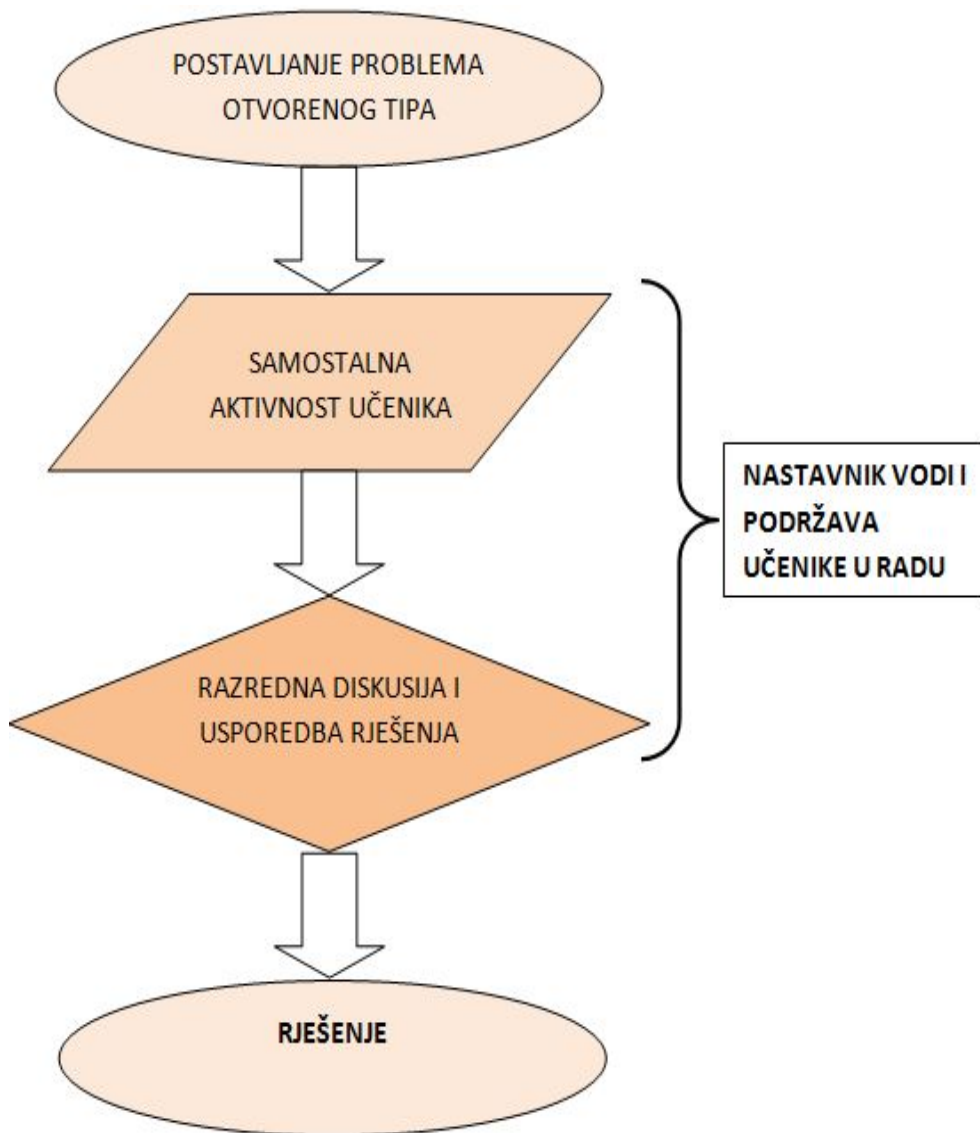 POSTAVLJANJE PROBLEMA
OTVORENOG TIPA
SAMOSTALNA
AKTIVNOST UČENIKA
NASTAVNIK VODI I
PODRŽAVA
UČENIKE U RADU
RAZREDNA DISKUSIJA I
USPOREDBA RJEŠENJA
RJEŠENJE